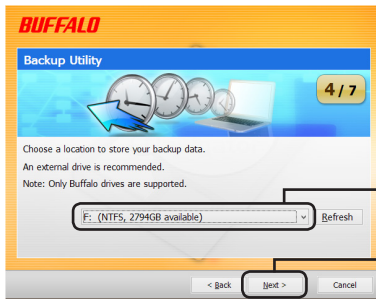 BUFFALO
Backup Utility
4/7
Choose a location to store your backup data.
An external drive is recommended.
Note: Only Buffalo drives are supported.
F: (NTFS, 2794GB available)
Refresh
< Back
Next >
Cancel